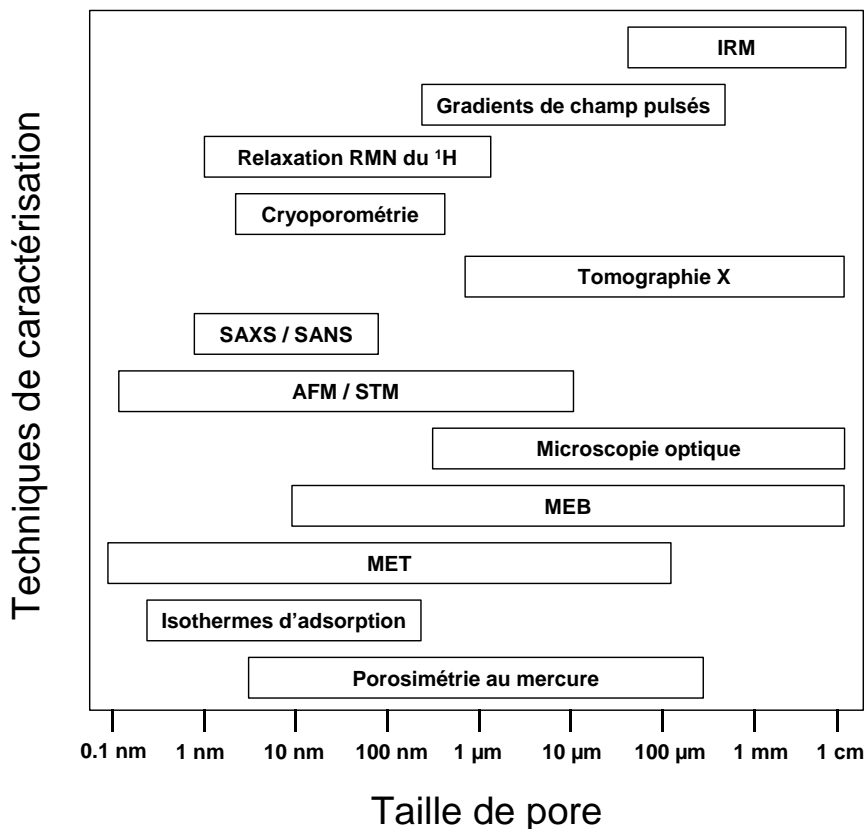 Techniques de caractérisation
IRM
Gradients de champ pulsés
Relaxation RMN du ¹H
Cryoporométrie
Tomographie X
SAXS / SANS
AFM / STM
Microscopie optique
MEB
MET
Isothermes d’adsorption
Porosimétrie au mercure
0.1 nm 1 nm 10 nm 100 nm 1 µm 10 µm 100 µm 1 mm 1 cm
Taille de pore